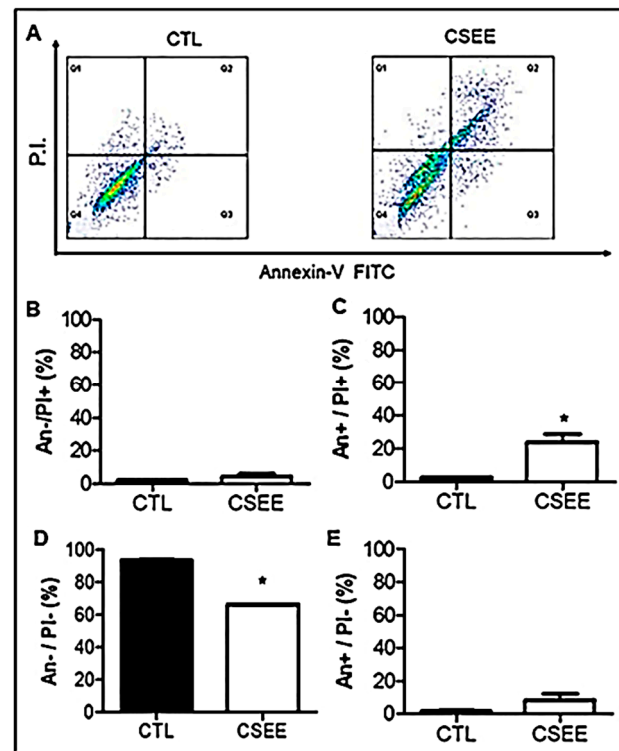 A
CTL
CSEE
Q1
Q2
Q4
Q3
Q1
Q2
Q4
Q3
P.I.
Annexin-V FITC
B
An-/PI+ (%)
100
80
60
40
20
0
CTL
CSEE
C
An+ / PI+ (%)
100
80
60
40
20
0
*
CTL
CSEE
D
An- / PI- (%)
100
80
60
40
20
0
*
CTL
CSEE
E
An+ / PI- (%)
100
80
60
40
20
0
CTL
CSEE